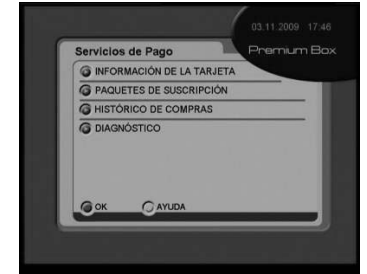 03.11.2009 17:46
Servicios de Pago
Premium Box
INFORMACIÓN DE LA TARJETA
PAQUETES DE SUSCRIPCIÓN
HISTÓRICO DE COMPRAS
DIAGNÓSTICO
OK AYUDA